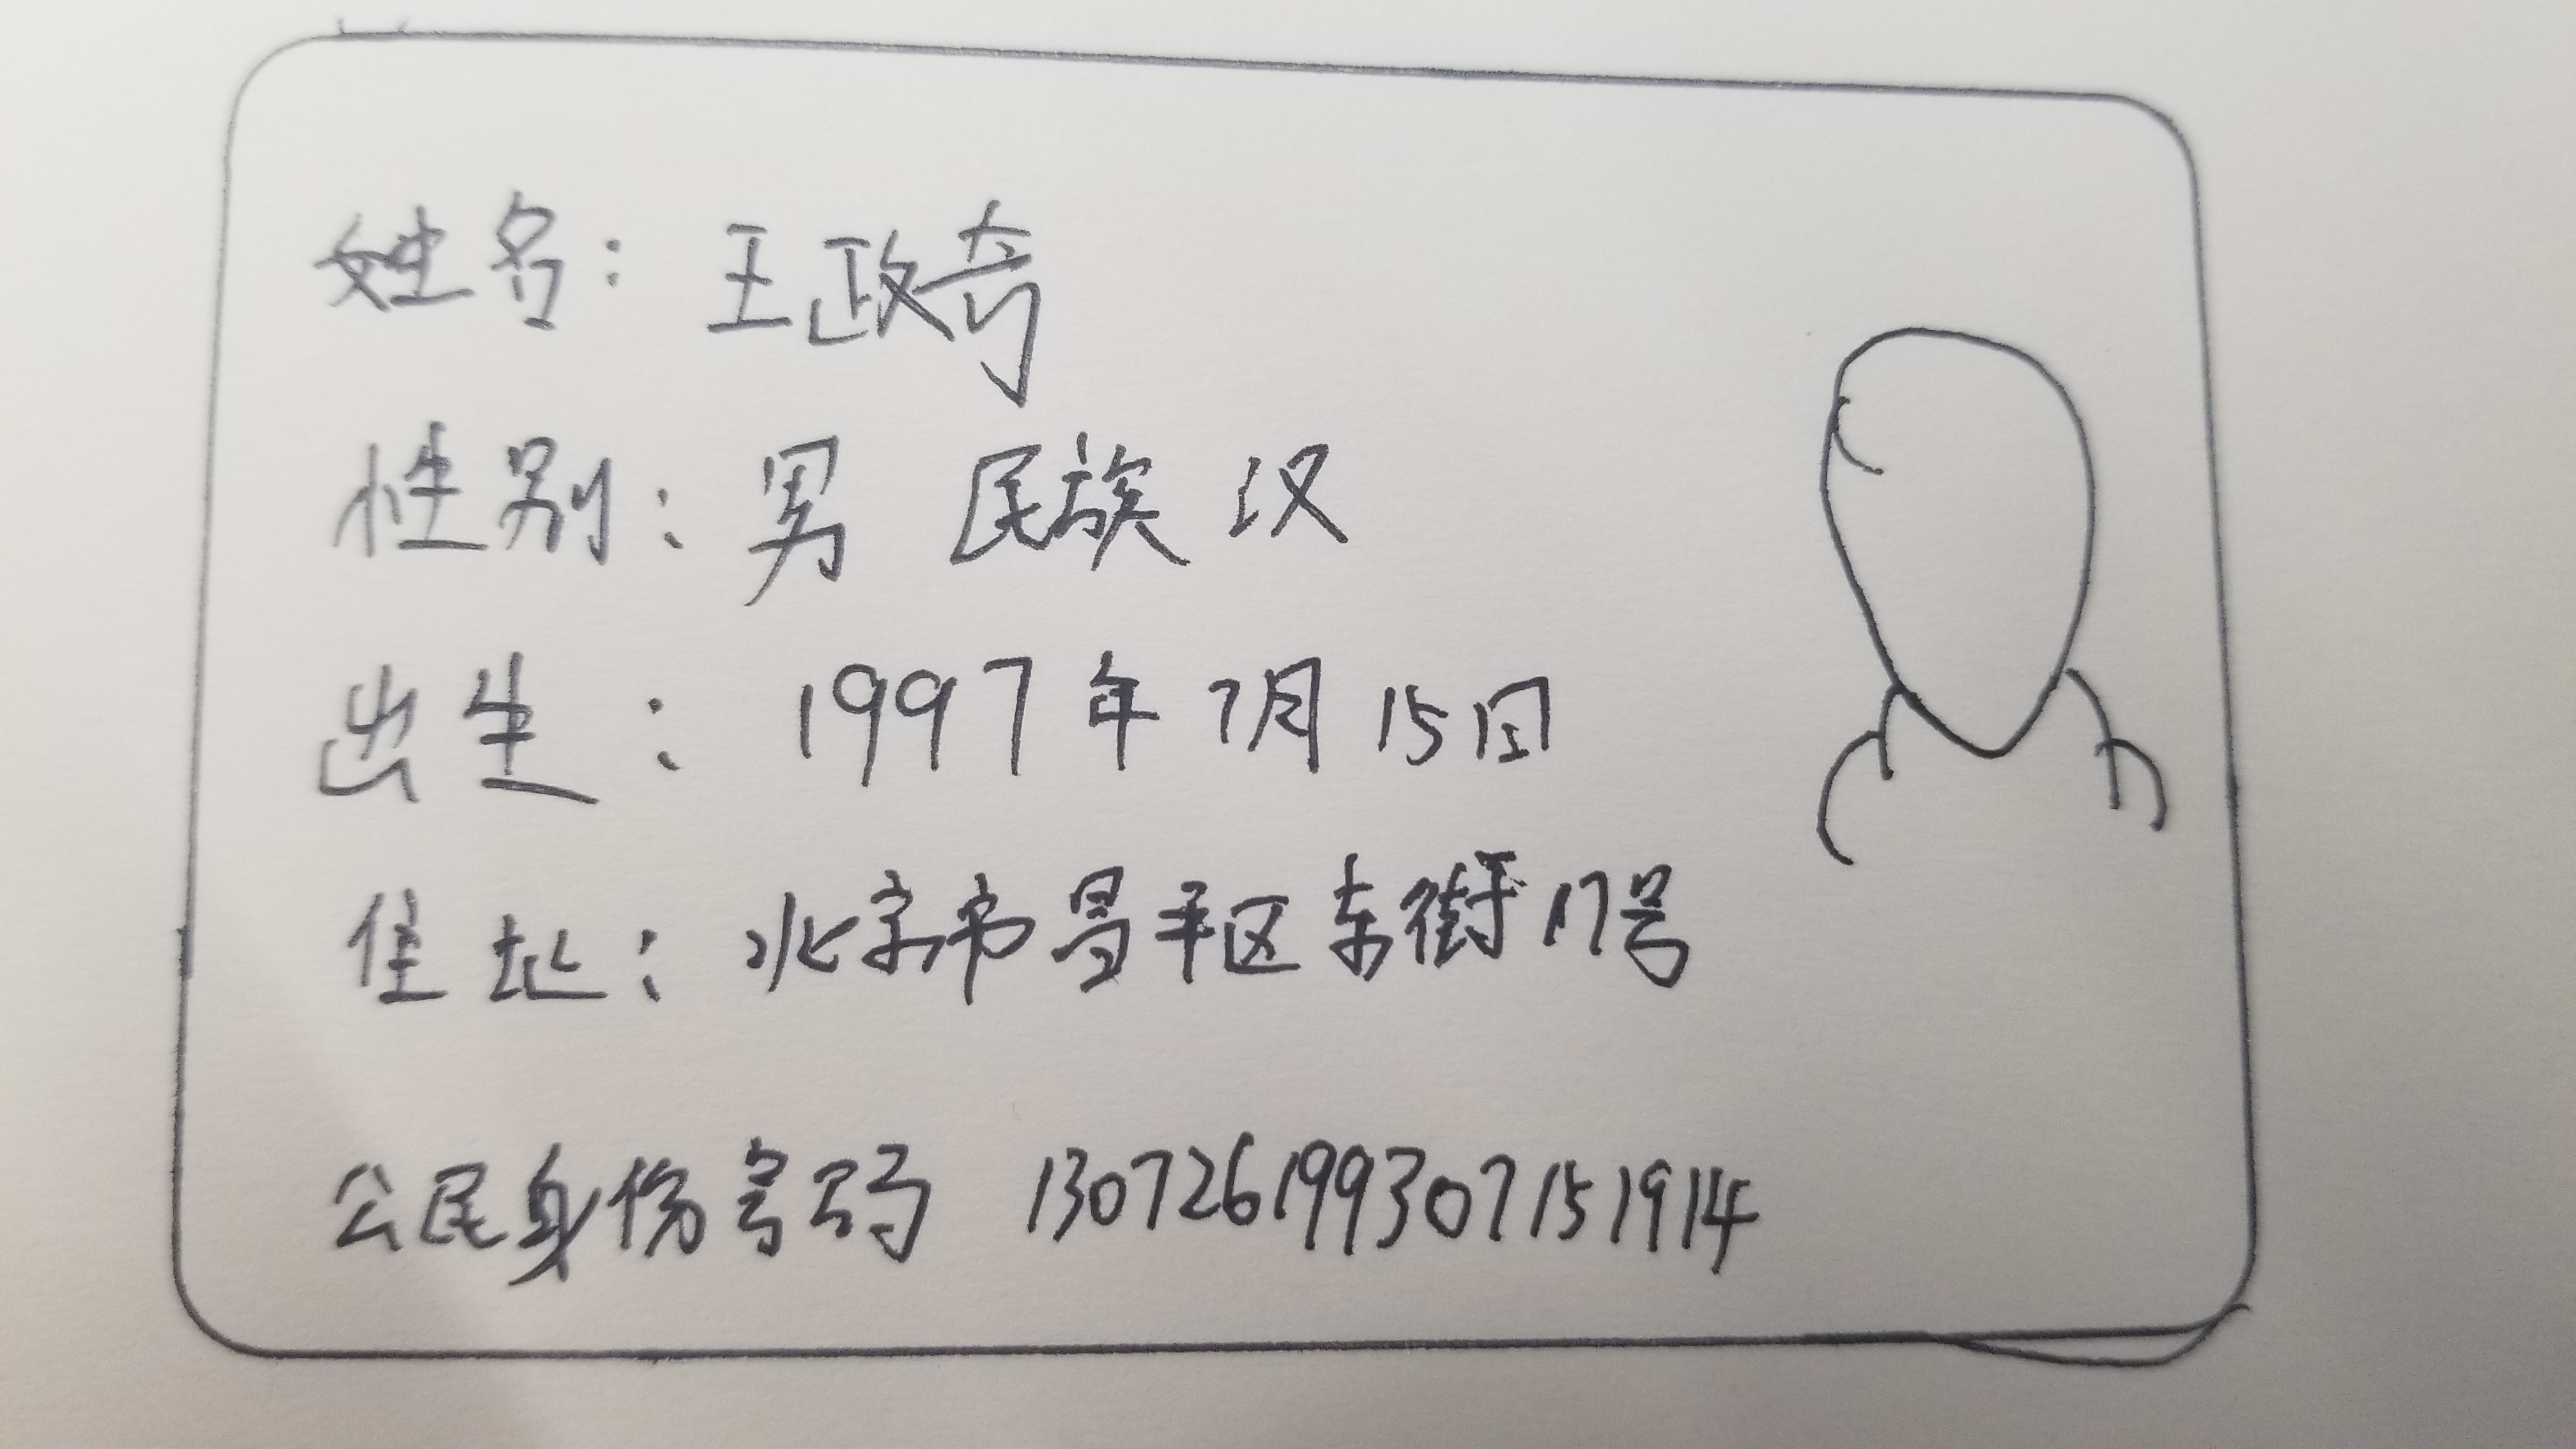 姓名：王政奇
性别：男 民族 汉
出生：1997年7月15日
住址：北京市昌平区东街17号
公民身份号码 130726199307151914